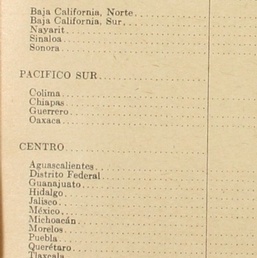 Baja California, Norte
Baja California, Sur
Nayarit
Sinaloa
Sonora
PACIFICO SUR
Colima
Chiapas
Guerrero
Oaxaca
CENTRO
Aguascalientes
Distrito Federal
Guanajuato
Hidalgo
Jalisco
México
Michoacán
Morelos
Puebla
Querétaro
Tlaxcala